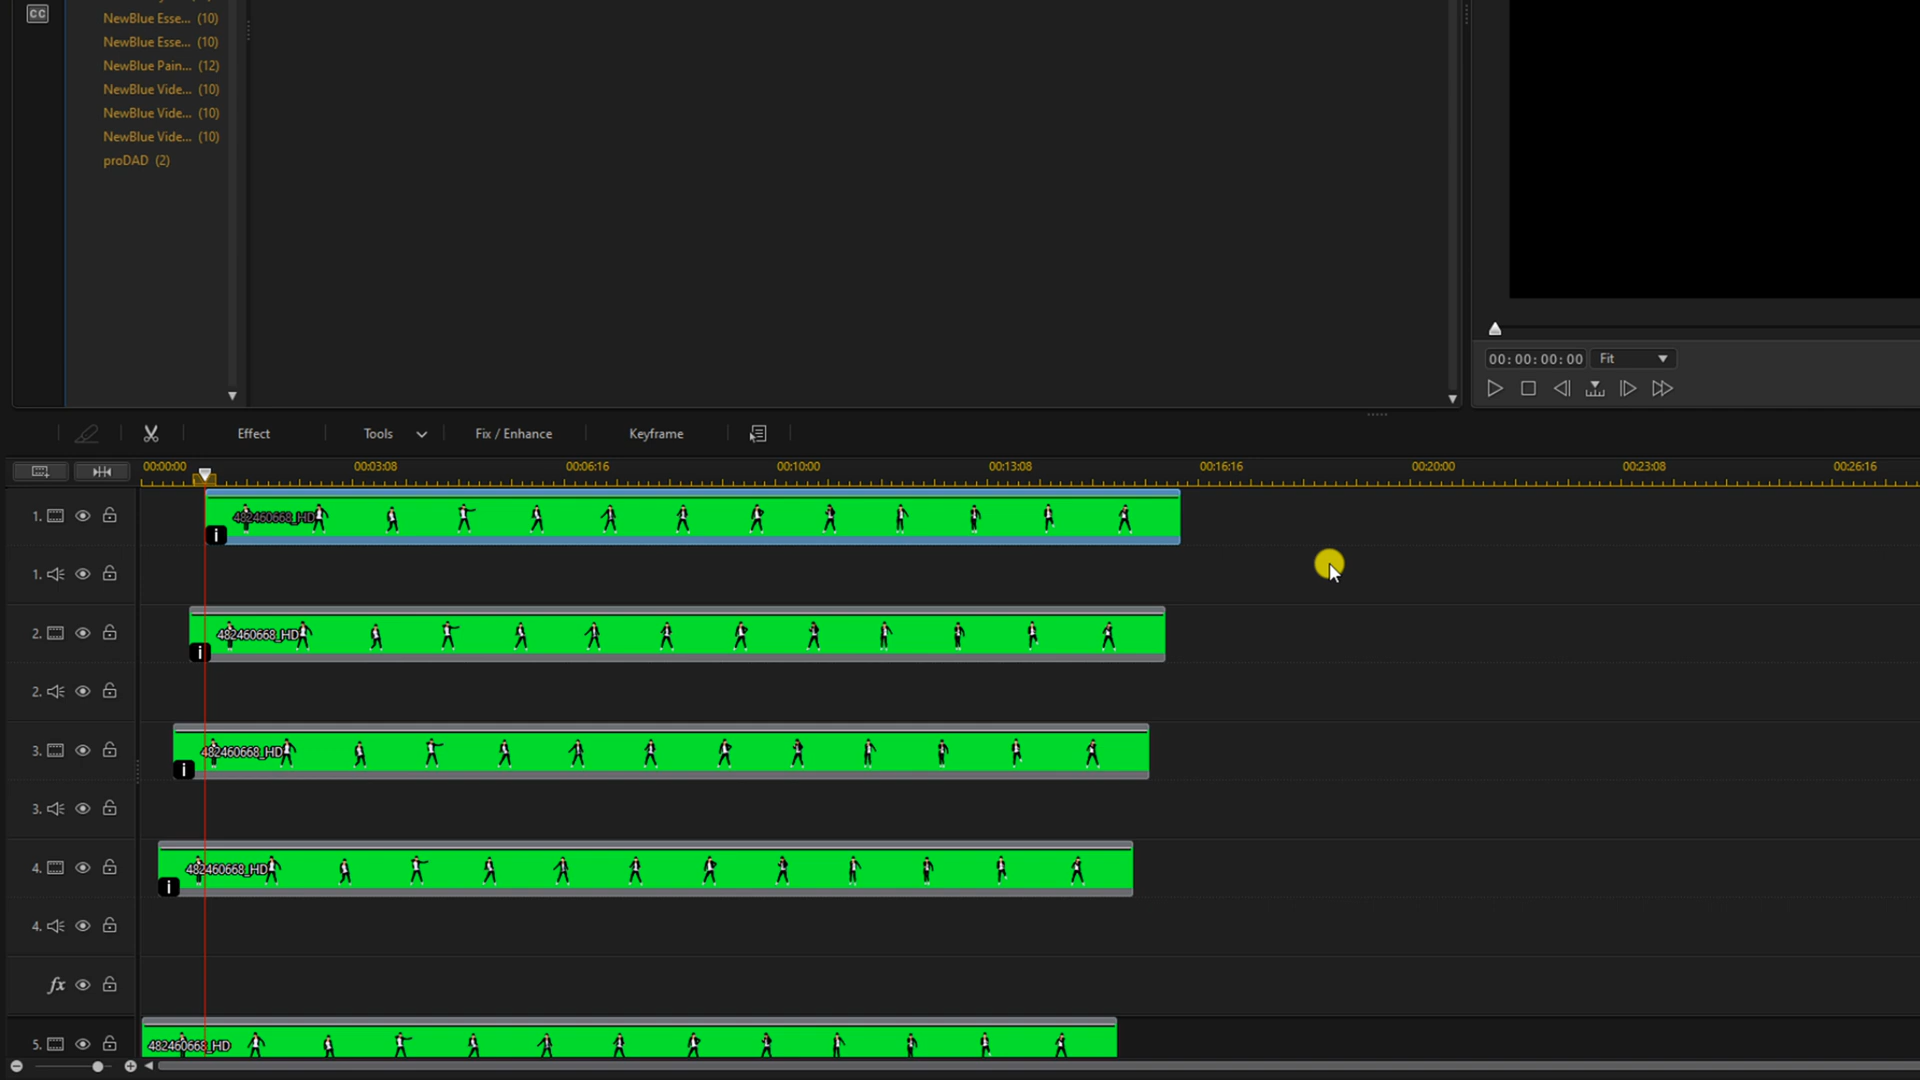 CC
NewBlue Esse... (10)
NewBlue Esse... (10)
NewBlue Pain... (12)
NewBlue Vide... (10)
NewBlue Vide... (10)
NewBlue Vide... (10)
proDAD (2)
00:00:00:00 Fit
Effect Tools Fix / Enhance Keyframe
00:00:00 00:03:08 00:06:16 00:10:00 00:13:08 00:16:16 00:20:00 00:23:08 00:26:16
1. 482460668_HD
i
1.
2. 482460668_HD
i
2.
3. 482460668_HD
i
3.
4. 482460668_HD
i
4.
fx
5. 482460668_HD